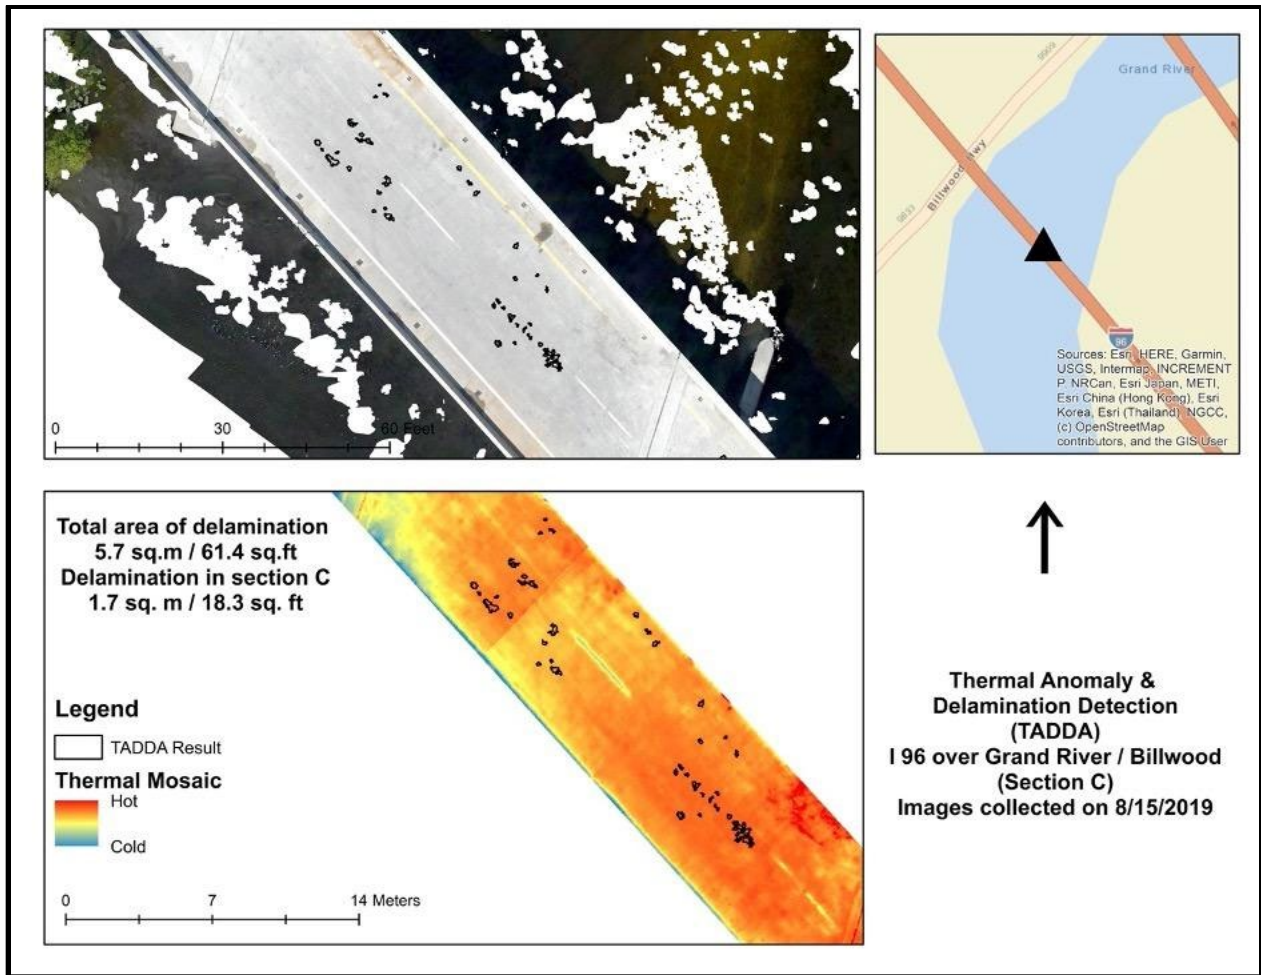 0 30 60 Feet
Grand River
9909
Billwood Hwy
9833
96
Sources: Esri, HERE, Garmin,
USGS, Intermap, INCREMENT
P, NRCan, Esri Japan, METI,
Esri China (Hong Kong), Esri
Korea, Esri (Thailand), NGCC,
(c) OpenStreetMap
contributors, and the GIS User
Total area of delamination
5.7 sq.m / 61.4 sq.ft
Delamination in section C
1.7 sq. m / 18.3 sq. ft
Legend
TADDA Result
Thermal Mosaic
Hot
Cold
0 7 14 Meters
Thermal Anomaly &
Delamination Detection
(TADDA)
I 96 over Grand River / Billwood
(Section C)
Images collected on 8/15/2019